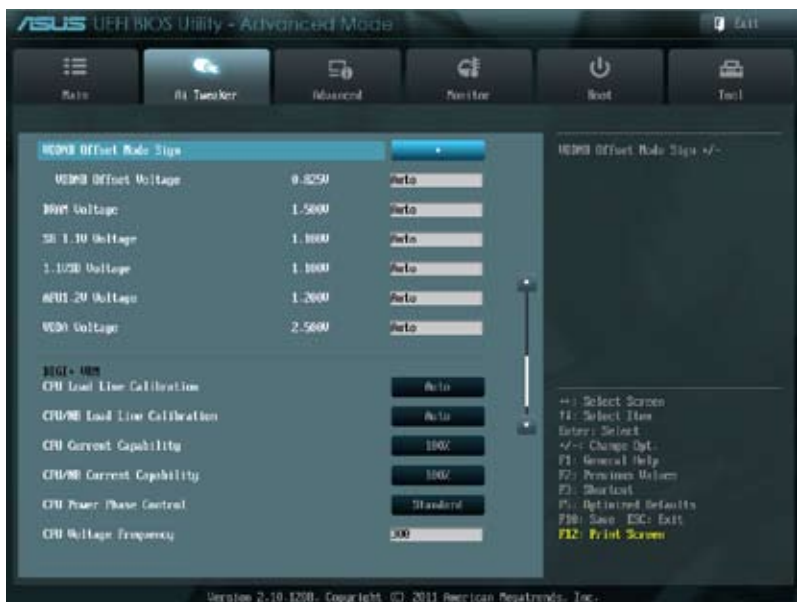 ASUS UEFI BIOS Utility - Advanced Mode
Exit
Main
Ai Tweaker
Advanced
Monitor
Boot
Tool
VDDNB Offset Mode Sign +
VDDNB Offset Mode Sign +/-
VDDNB Offset Voltage 0.825V Auto
DRAM Voltage 1.500V Auto
SB 1.1V Voltage 1.100V Auto
1.1VSB Voltage 1.100V Auto
APU1.2V Voltage 1.200V Auto
VDDA Voltage 2.500V Auto
DIGI+ VRM
CPU Load Line Calibration Auto
CPU/NB Load Line Calibration Auto
CPU Current Capability 100%
CPU/NB Current Capability 100%
CPU Power Phase Control Standard
CPU Voltage Frequency 300
: Select Screen
: Select Item
Enter: Select
+/-: Change Opt.
F1: General Help
F2: Previous Values
F3: Shortcut
F5: Optimized Defaults
F10: Save ESC: Exit
F12: Print Screen
Version 2.10.1208. Copyright (C) 2011 American Megatrends, Inc.